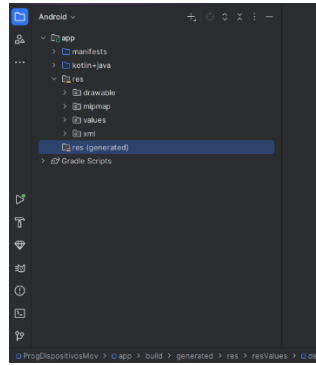 Android
app
manifests
kotlin+java
res
drawable
mipmap
values
xml
res (generated)
Gradle Scripts
ProgDispositivosMov > app > build > generated > res > resValues > de